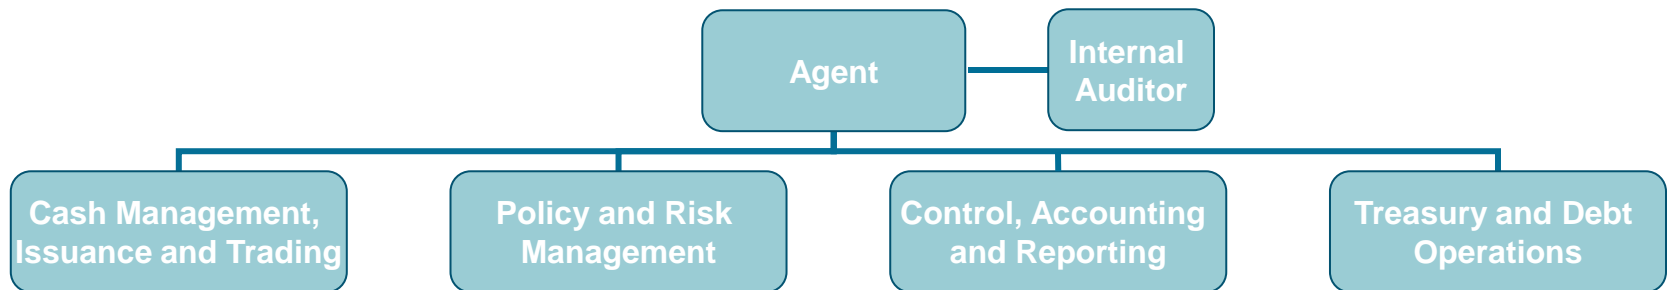 Agent
Internal
Auditor
Cash Management,
Issuance and Trading
Policy and Risk
Management
Control, Accounting
and Reporting
Treasury and Debt
Operations